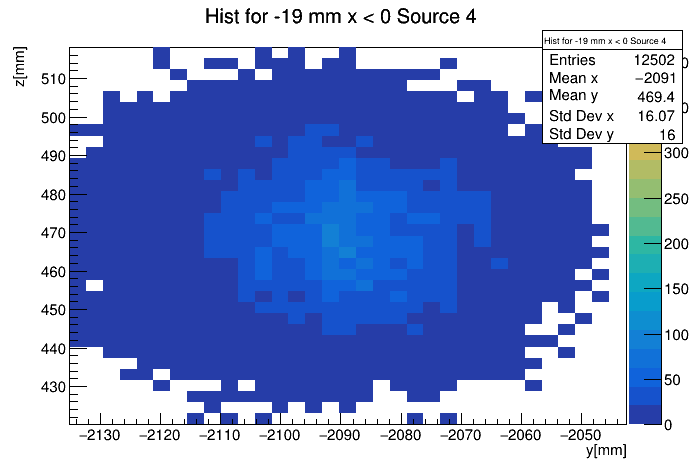 Hist for -19 mm x < 0 Source 4
z[mm]
Hist for -19 mm x < 0 Source 4
Entries 12502
Mean x −2091
Mean y 469.4
Std Dev x 16.07
Std Dev y 16
510
500
490
480
470
460
450
440
430
0
0
300
250
200
150
100
50
0
−2130 −2120 −2110 −2100 −2090 −2080 −2070 −2060 −2050
y[mm]